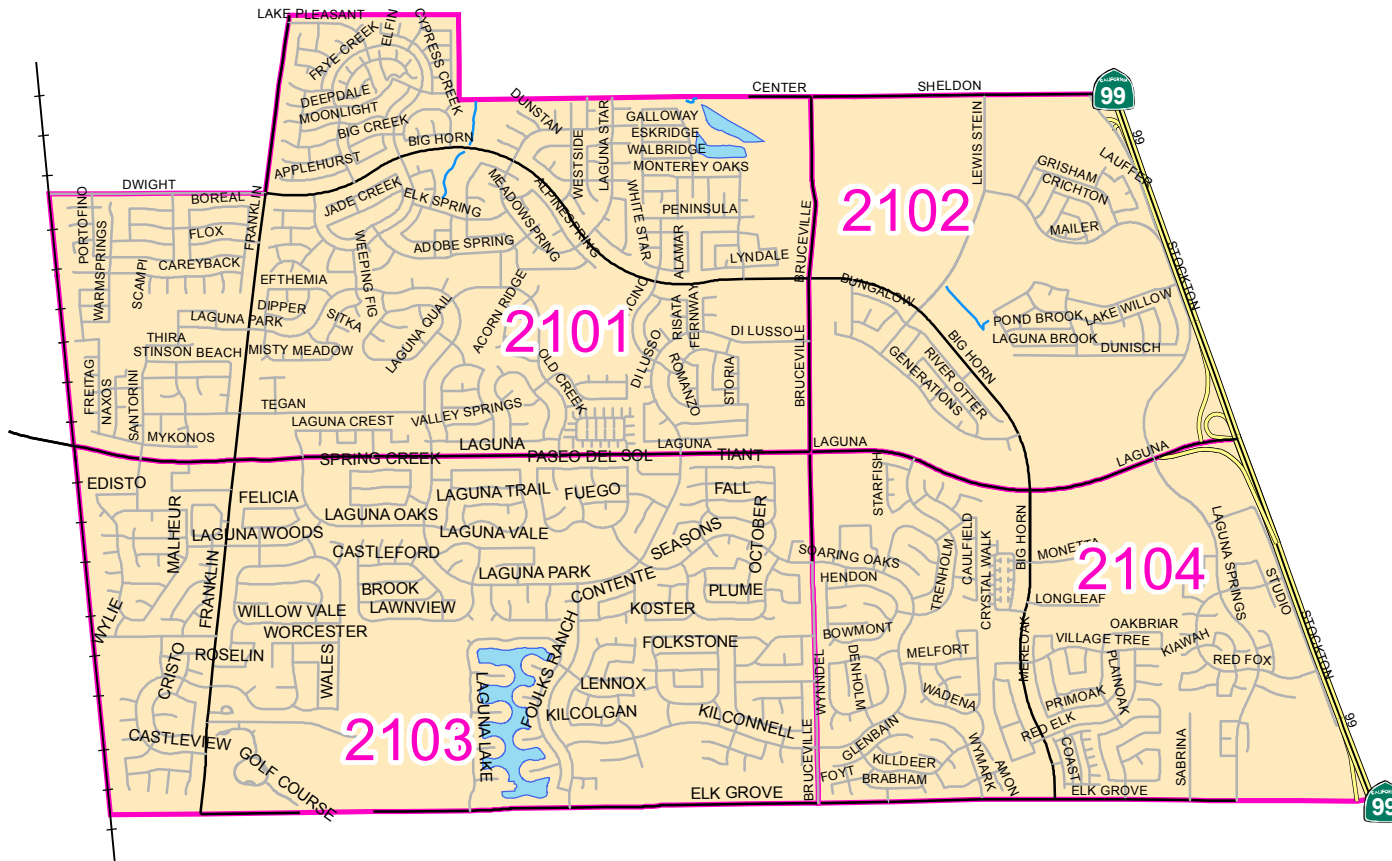 LAKE PLEASANT
FRYE CREEK
ELFIN
CYPRESS CREEK
DEEPDALE
MOONLIGHT
BIG CREEK
BIG HORN
APPLEHURST
DUNSTAN
CENTER
SHELDON
CALIFORNIA
99
99
WESTSIDE
LAGUNA STAR
GALLOWAY
ESKRIDGE
WALBRIDGE
MONTEREY OAKS
LEWIS STEIN
GRISHAM
CRICHTON
LAUFFER
MAILER
DWIGHT
BOREAL
FRANKLIN
PORTOFINO
WARMSPRINGS
FLOX
SCAMPI
CAREYBACK
JADE CREEK
ELK SPRING
MEADOWSPRING
ALPINESPRING
WHITE STAR
PENINSULA
ALAMAR
BRUCEVILLE
2102
WEEPING FIG
ADOBE SPRING
LYNDALE
STOCKTON
EFTHEMIA
DIPPER
LAGUNA PARK
SITKA
LAGUNA QUAIL
ACORN RIDGE
2101
CINO
RISATA
FERNWAY
DI LUSSO
BRUCEVILLE
BUNGALOW
BIG HORN
POND BROOK
LAKE WILLOW
LAGUNA BROOK
DUNISCH
THIRA
STINSON BEACH
MISTY MEADOW
OLD CREEK
DI LUSSO
ROMANZO
STORIA
GENERATIONS
RIVER OTTER
FREITAG
NAXOS
SANTORINI
TEGAN
LAGUNA CREST
VALLEY SPRINGS
MYKONOS
LAGUNA
LAGUNA
LAGUNA
LAGUNA
SPRING CREEK
PASEO DEL SOL
TIANT
EDISTO
MALHEUR
FELICIA
LAGUNA TRAIL
FUEGO
FALL
OCTOBER
STARFISH
LAGUNA OAKS
LAGUNA WOODS
LAGUNA VALE
SEASONS
CASTLEFORD
LAGUNA PARK
CONTENTE
SOARING OAKS
HENDON
TRENHOLM
CAULFIELD
CRYSTAL WALK
BIG HORN
MONETTA
2104
LAGUNA SPRINGS
STUDIO
STOCKTON
FRANKLIN
BROOK
LAWNVIEW
WILLOW VALE
KOSTER
PLUME
LONGLEAF
WYLIE
WORCESTER
FOLKSTONE
BOWMONT
OAKBRIAR
VILLAGE TREE
KIAWAH
RED FOX
CRISTO
ROSELIN
WALES
FOULKS RANCH
LENNOX
WYNNDEL
DENHOLM
MELFORT
MEREOAK
PLAINOAK
LAGUNA LAKE
KILCOLGAN
KILCONNELL
WADENA
PRIMOAK
RED ELK
2103
CASTLEVIEW
GOLF COURSE
BRUCEVILLE
GLENBAIN
KILLDEER
FOYT
BRABHAM
WYMARK
AMON
COAST
SABRINA
99
ELK GROVE
ELK GROVE
CALIFORNIA
99